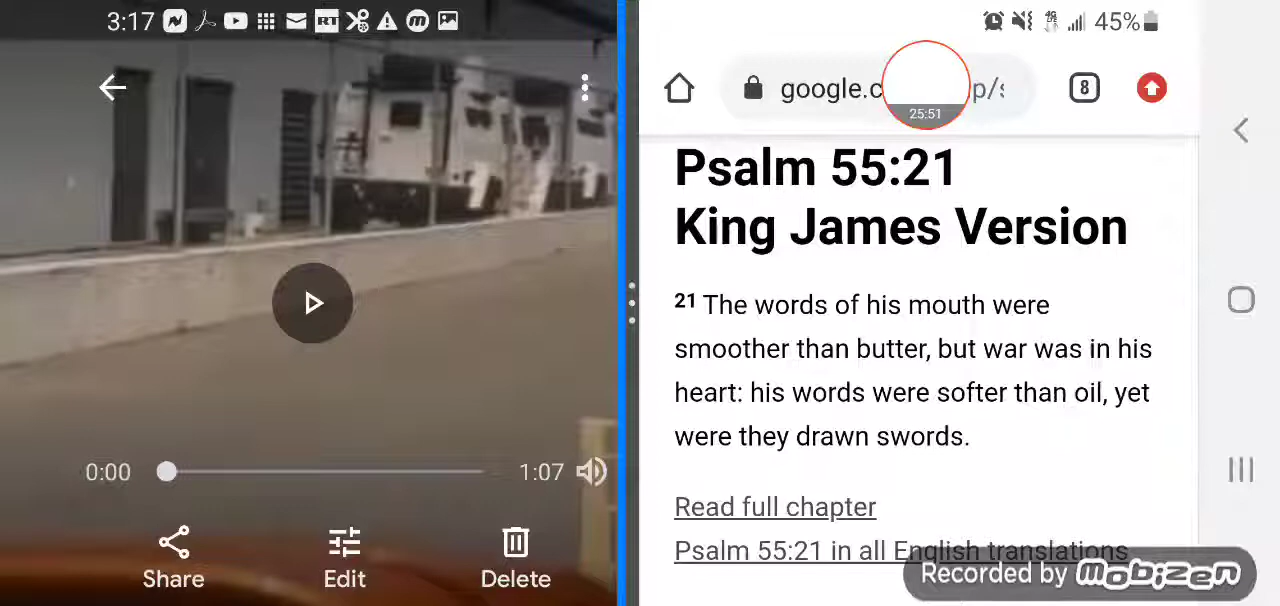 3:17
RT
45%
google.c
p/
8
25:51
Psalm 55:21
King James Version
21 The words of his mouth were
smoother than butter, but war was in his
heart: his words were softer than oil, yet
were they drawn swords.
Read full chapter
Psalm 55:21 in all English translations
0:00
1:07
Share
Edit
Delete
Recorded by Mobizen